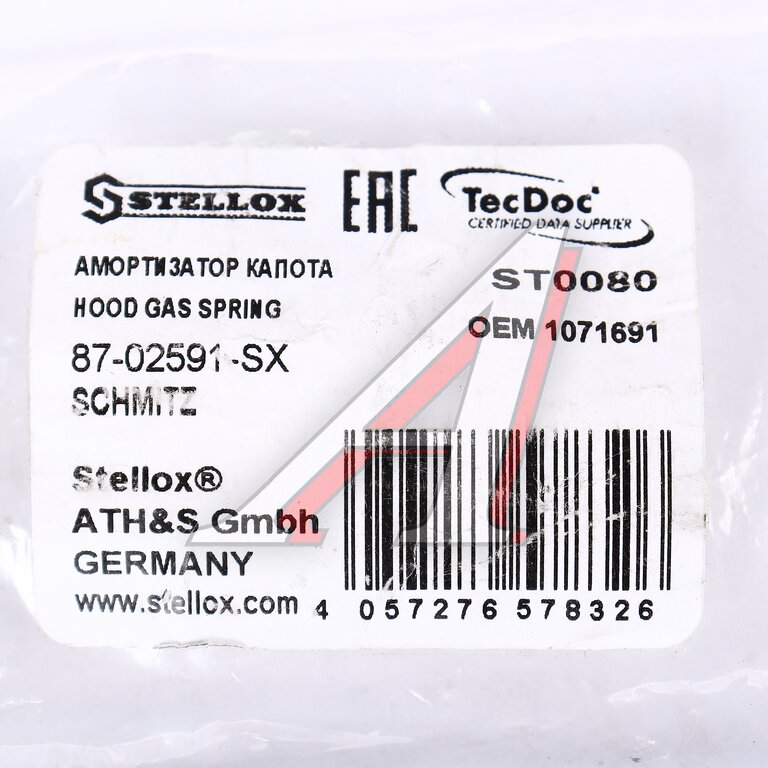 STELLOX
EAC
TecDoc
CERTIFIED DATA SUPPLIER
АМОРТИЗАТОР КАПОТА
HOOD GAS SPRING
ST0080
OEM 1071691
87-02591-SX
SCHMITZ
Stellox®
ATH&S Gmbh
GERMANY
www.stellox.com
4 057276 578326